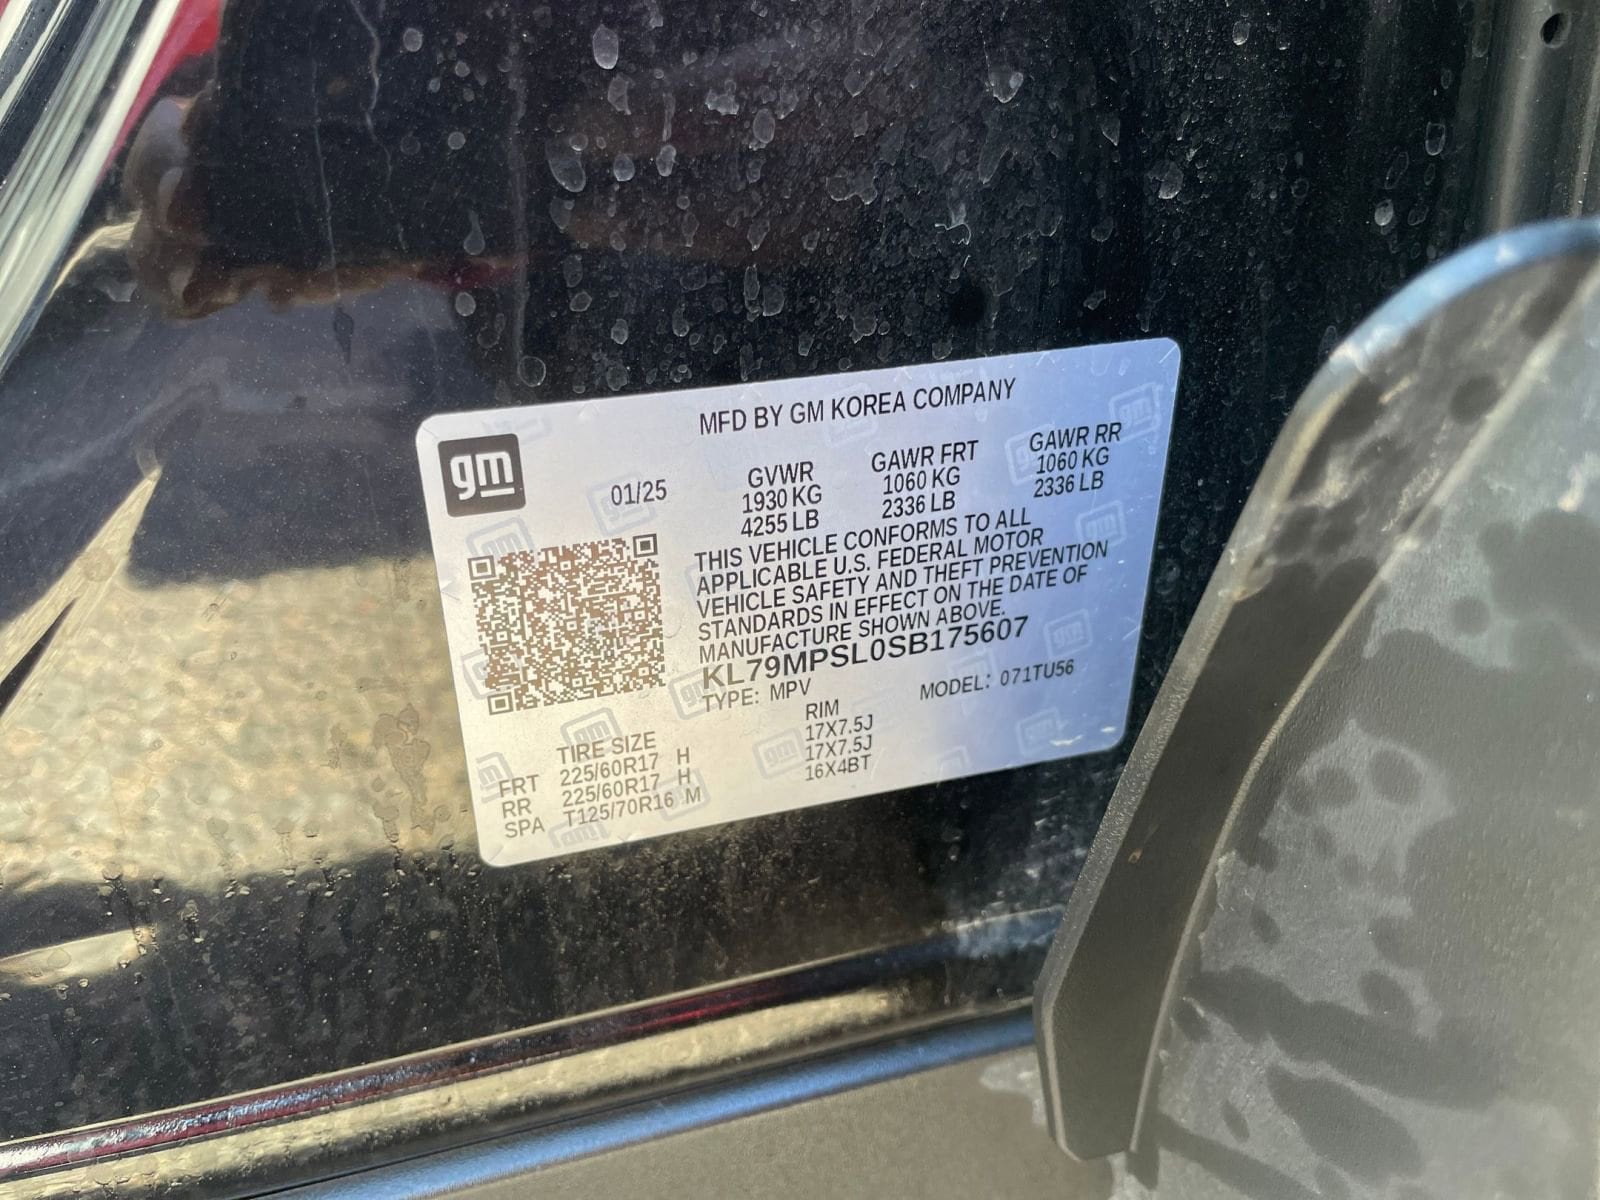 MFD BY GM KOREA COMPANY
gm
01/25
GVWR GAWR FRT GAWR RR
1930 KG 1060 KG 1060 KG
4255 LB 2336 LB 2336 LB
THIS VEHICLE CONFORMS TO ALL
APPLICABLE U.S. FEDERAL MOTOR
VEHICLE SAFETY AND THEFT PREVENTION
STANDARDS IN EFFECT ON THE DATE OF
MANUFACTURE SHOWN ABOVE.
KL79MPSL0SB175607
TYPE: MPV MODEL: 071TU56
TIRE SIZE RIM
FRT 225/60R17 H 17X7.5J
RR 225/60R17 H 17X7.5J
SPA T125/70R16 M 16X4BT